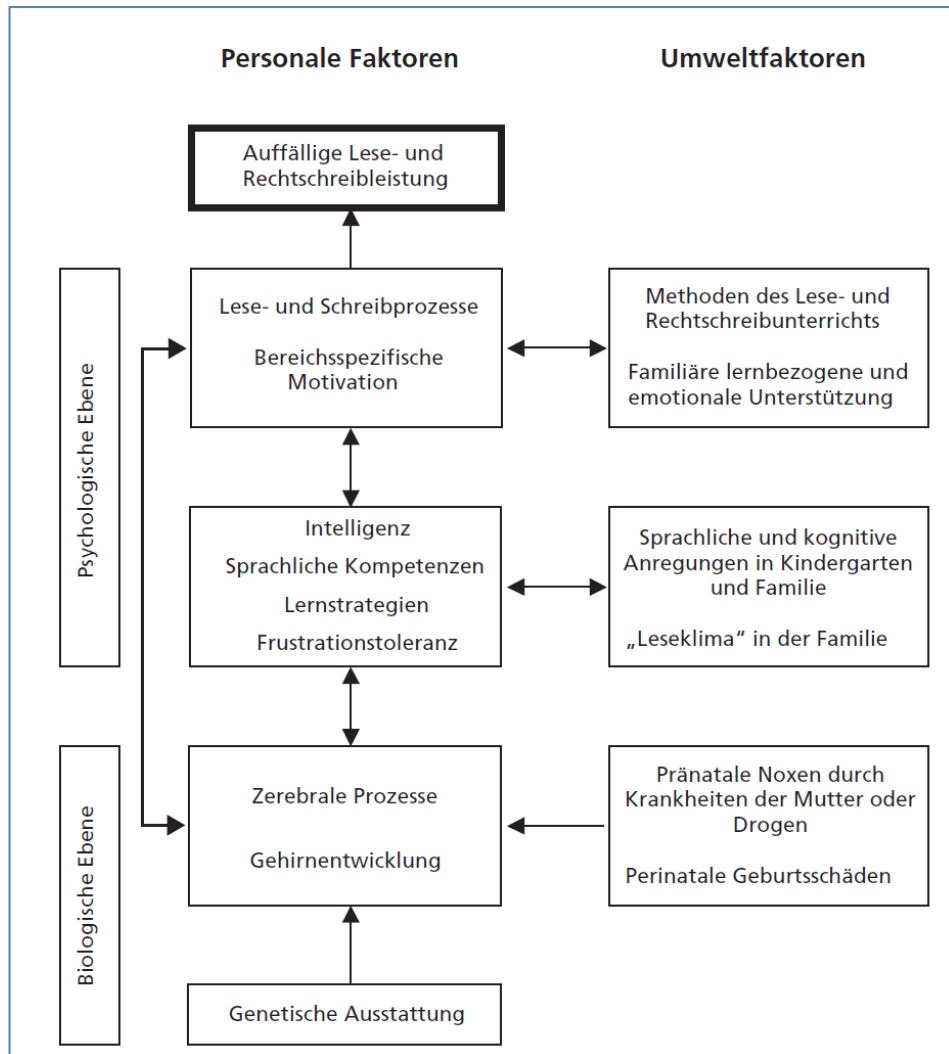 Personale Faktoren
Umweltfaktoren
Auffällige Lese- und
Rechtschreibleistung
Psychologische Ebene
Lese- und Schreibprozesse
Bereichsspezifische
Motivation
Methoden des Lese- und
Rechtschreibunterrichts
Familiäre lernbezogene und
emotionale Unterstützung
Intelligenz
Sprachliche Kompetenzen
Lernstrategien
Frustrationstoleranz
Sprachliche und kognitive
Anregungen in Kindergarten
und Familie
„Leseklima“ in der Familie
Biologische Ebene
Zerebrale Prozesse
Gehirnentwicklung
Pränatale Noxen durch
Krankheiten der Mutter oder
Drogen
Perinatale Geburtsschäden
Genetische Ausstattung